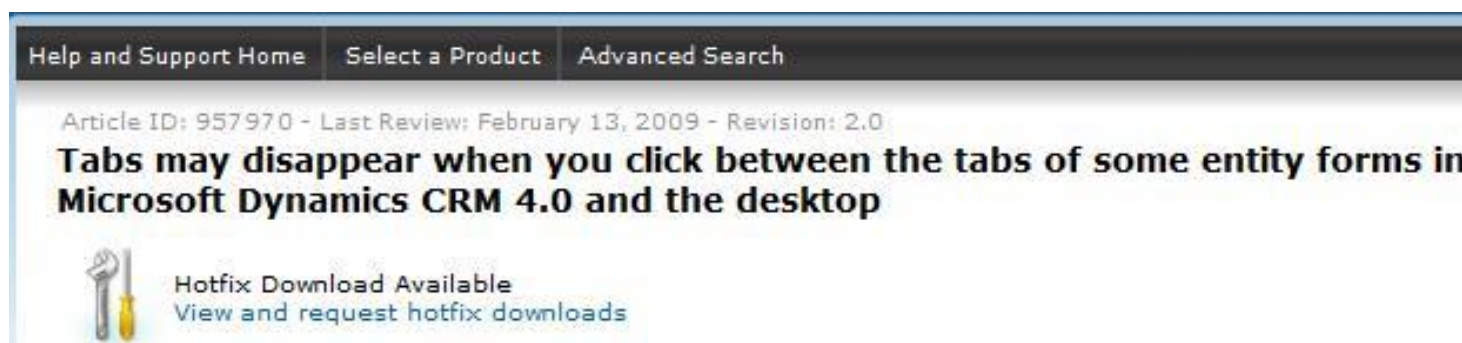 Help and Support Home Select a Product Advanced Search
Article ID: 957970 - Last Review: February 13, 2009 - Revision: 2.0
Tabs may disappear when you click between the tabs of some entity forms in
Microsoft Dynamics CRM 4.0 and the desktop
Hotfix Download Available
View and request hotfix downloads